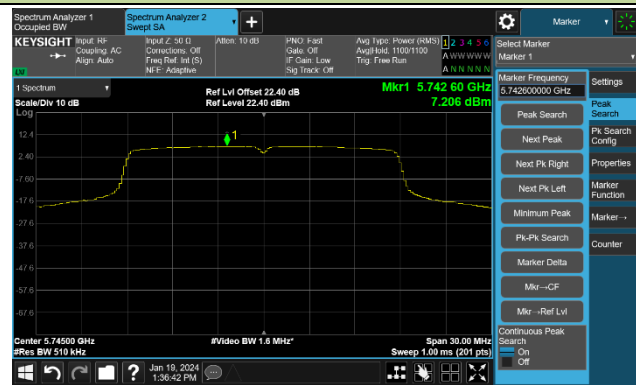 Spectrum Analyzer 1
Occupied BW
Spectrum Analyzer 2
Swept SA
Marker
KEYSIGHT
Input: RF
Coupling: AC
Align: Auto
Input Z: 50 Ω
Corrections: Off
Freq Ref: Int (S)
NFE: Adaptive
Atten: 10 dB
PNO: Fast
Gate: Off
IF Gain: Low
Sig Track: Off
Avg Type: Power (RMS)
Avg|Hold: 1100/1100
Trig: Free Run
1 2 3 4 5 6
A W W W W W
A N N N N N
LV
Select Marker
Marker 1
1 Spectrum
Scale/Div 10 dB
Log
Ref Lvl Offset 22.40 dB
Ref Level 22.40 dBm
Mkr1 5.742 60 GHz
7.206 dBm
1
12.4
2.40
-7.60
-17.6
-27.6
-37.6
-47.6
-57.6
-67.6
Center 5.74500 GHz
#Res BW 510 kHz
#Video BW 1.6 MHz*
Span 30.00 MHz
Sweep 1.00 ms (201 pts)
Marker Frequency
5.742600000 GHz
Peak Search
Next Peak
Next Pk Right
Next Pk Left
Minimum Peak
Pk-Pk Search
Marker Delta
Mkr→CF
Mkr→Ref Lvl
Continuous Peak
Search
On
Off
Settings
Peak
Search
Pk Search
Config
Properties
Marker
Function
Marker→
Counter
Jan 19, 2024
1:36:42 PM